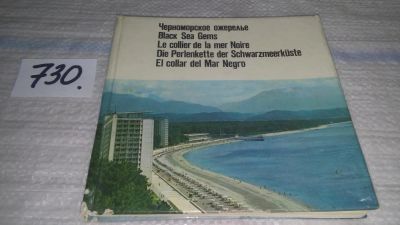 730.
Черноморское ожерелье
Black Sea Gems
Le collier de la mer Noire
Die Perlenkette der Schwarzmeerküste
El collar del Mar Negro